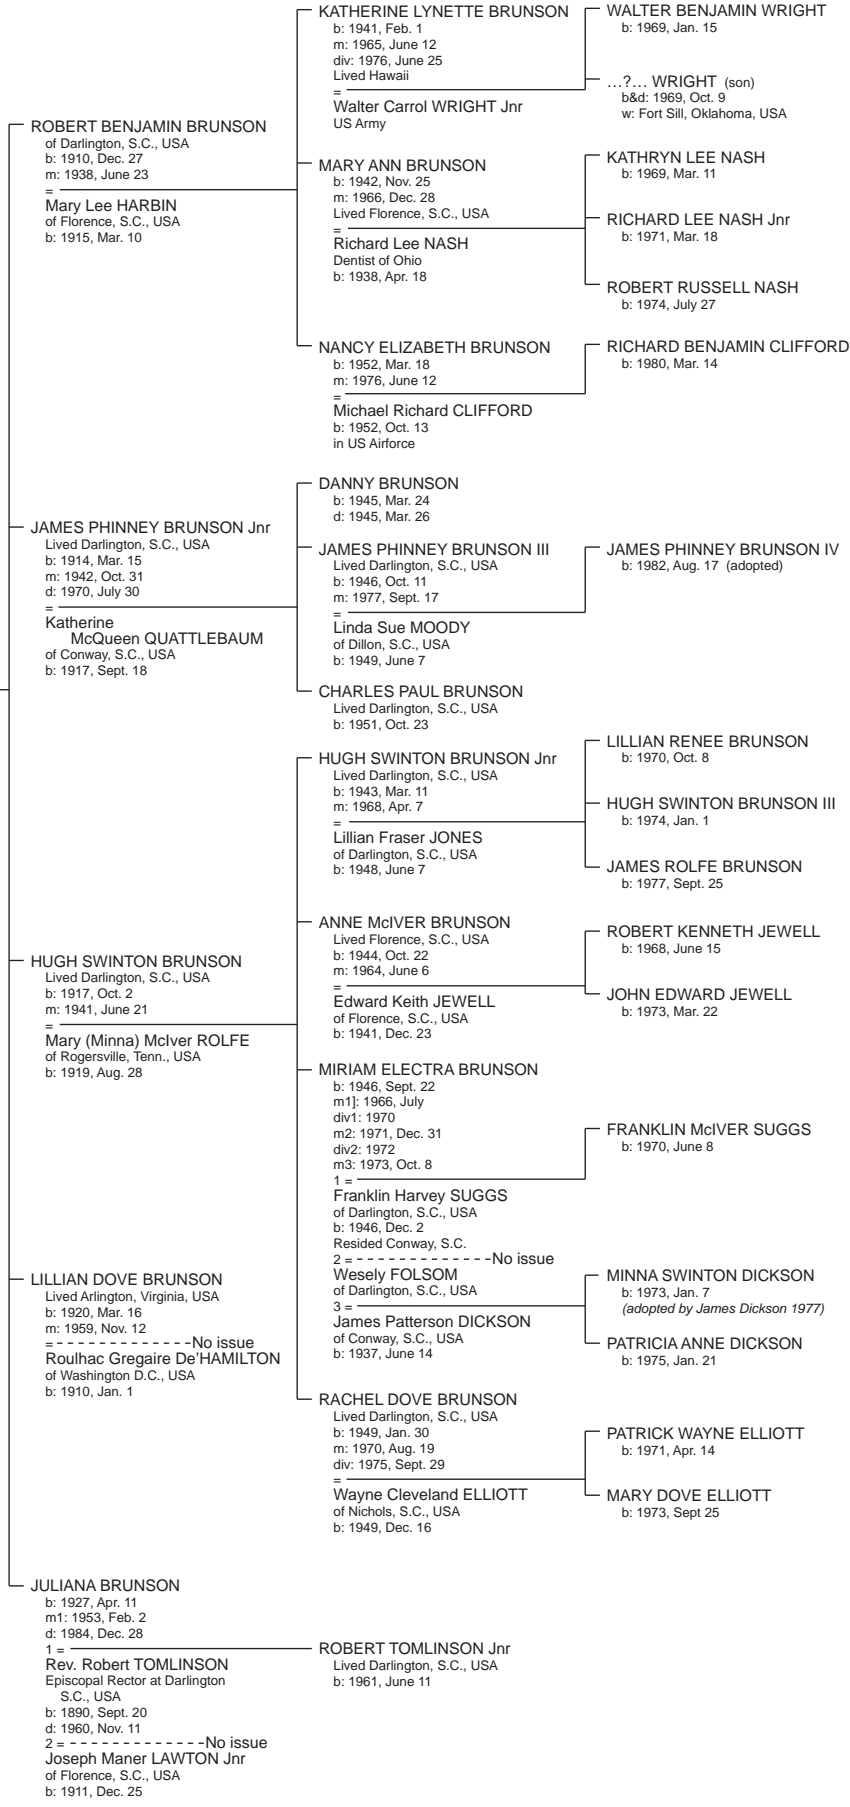 ROBERT BENJAMIN BRUNSON
of Darlington, S.C., USA
b: 1910, Dec. 27
m: 1938, June 23
=
Mary Lee HARBIN
of Florence, S.C., USA
b: 1915, Mar. 10
KATHERINE LYNETTE BRUNSON
b: 1941, Feb. 1
m: 1965, June 12
div: 1976, June 25
Lived Hawaii
=
Walter Carrol WRIGHT Jnr
US Army
WALTER BENJAMIN WRIGHT
b: 1969, Jan. 15
...?... WRIGHT (son)
b&d: 1969, Oct. 9
w: Fort Sill, Oklahoma, USA
MARY ANN BRUNSON
b: 1942, Nov. 25
m: 1966, Dec. 28
Lived Florence, S.C., USA
=
Richard Lee NASH
Dentist of Ohio
b: 1938, Apr. 18
KATHRYN LEE NASH
b: 1969, Mar. 11
RICHARD LEE NASH Jnr
b: 1971, Mar. 18
ROBERT RUSSELL NASH
b: 1974, July 27
NANCY ELIZABETH BRUNSON
b: 1952, Mar. 18
m: 1976, June 12
=
Michael Richard CLIFFORD
b: 1952, Oct. 13
in US Airforce
RICHARD BENJAMIN CLIFFORD
b: 1980, Mar. 14
JAMES PHINNEY BRUNSON Jnr
Lived Darlington, S.C., USA
b: 1914, Mar. 15
m: 1942, Oct. 31
d: 1970, July 30
=
Katherine
McQueen QUATTLEBAUM
of Conway, S.C., USA
b: 1917, Sept. 18
DANNY BRUNSON
b: 1945, Mar. 24
d: 1945, Mar. 26
JAMES PHINNEY BRUNSON III
Lived Darlington, S.C., USA
b: 1946, Oct. 11
m: 1977, Sept. 17
=
Linda Sue MOODY
of Dillon, S.C., USA
b: 1949, June 7
JAMES PHINNEY BRUNSON IV
b: 1982, Aug. 17 (adopted)
CHARLES PAUL BRUNSON
Lived Darlington, S.C., USA
b: 1951, Oct. 23
HUGH SWINTON BRUNSON
Lived Darlington, S.C., USA
b: 1917, Oct. 2
m: 1941, June 21
=
Mary (Minna) McIver ROLFE
of Rogersville, Tenn., USA
b: 1919, Aug. 28
HUGH SWINTON BRUNSON Jnr
Lived Darlington, S.C., USA
b: 1943, Mar. 11
m: 1968, Apr. 7
=
Lillian Fraser JONES
of Darlington, S.C., USA
b: 1948, June 7
LILLIAN RENEE BRUNSON
b: 1970, Oct. 8
HUGH SWINTON BRUNSON III
b: 1974, Jan. 1
JAMES ROLFE BRUNSON
b: 1977, Sept. 25
ANNE McIVER BRUNSON
Lived Florence, S.C., USA
b: 1944, Oct. 22
m: 1964, June 6
=
Edward Keith JEWELL
of Florence, S.C., USA
b: 1941, Dec. 23
ROBERT KENNETH JEWELL
b: 1968, June 15
JOHN EDWARD JEWELL
b: 1973, Mar. 22
MIRIAM ELECTRA BRUNSON
b: 1946, Sept. 22
m1]: 1966, July
div1: 1970
m2: 1971, Dec. 31
div2: 1972
m3: 1973, Oct. 8
1 =
Franklin Harvey SUGGS
of Darlington, S.C., USA
b: 1946, Dec. 2
Resided Conway, S.C.
2 = - - - - - - - - - - - - - -No issue
Wesely FOLSOM
of Darlington, S.C., USA
3 =
James Patterson DICKSON
of Conway, S.C., USA
b: 1937, June 14
FRANKLIN McIVER SUGGS
b: 1970, June 8
MINNA SWINTON DICKSON
b: 1973, Jan. 7
(adopted by James Dickson 1977)
PATRICIA ANNE DICKSON
b: 1975, Jan. 21
RACHEL DOVE BRUNSON
Lived Darlington, S.C., USA
b: 1949, Jan. 30
m: 1970, Aug. 19
div: 1975, Sept. 29
=
Wayne Cleveland ELLIOTT
of Nichols, S.C., USA
b: 1949, Dec. 16
PATRICK WAYNE ELLIOTT
b: 1971, Apr. 14
MARY DOVE ELLIOTT
b: 1973, Sept 25
LILLIAN DOVE BRUNSON
Lived Arlington, Virginia, USA
b: 1920, Mar. 16
m: 1959, Nov. 12
=- - - - - - - - - - - - - -No issue
Roulhac Gregaire De'HAMILTON
of Washington D.C., USA
b: 1910, Jan. 1
JULIANA BRUNSON
b: 1927, Apr. 11
m1: 1953, Feb. 2
d: 1984, Dec. 28
1 =
Rev. Robert TOMLINSON
Episcopal Rector at Darlington
S.C., USA
b: 1890, Sept. 20
d: 1960, Nov. 11
2 = - - - - - - - - - - - - - -No issue
Joseph Maner LAWTON Jnr
of Florence, S.C., USA
b: 1911, Dec. 25
ROBERT TOMLINSON Jnr
Lived Darlington, S.C., USA
b: 1961, June 11